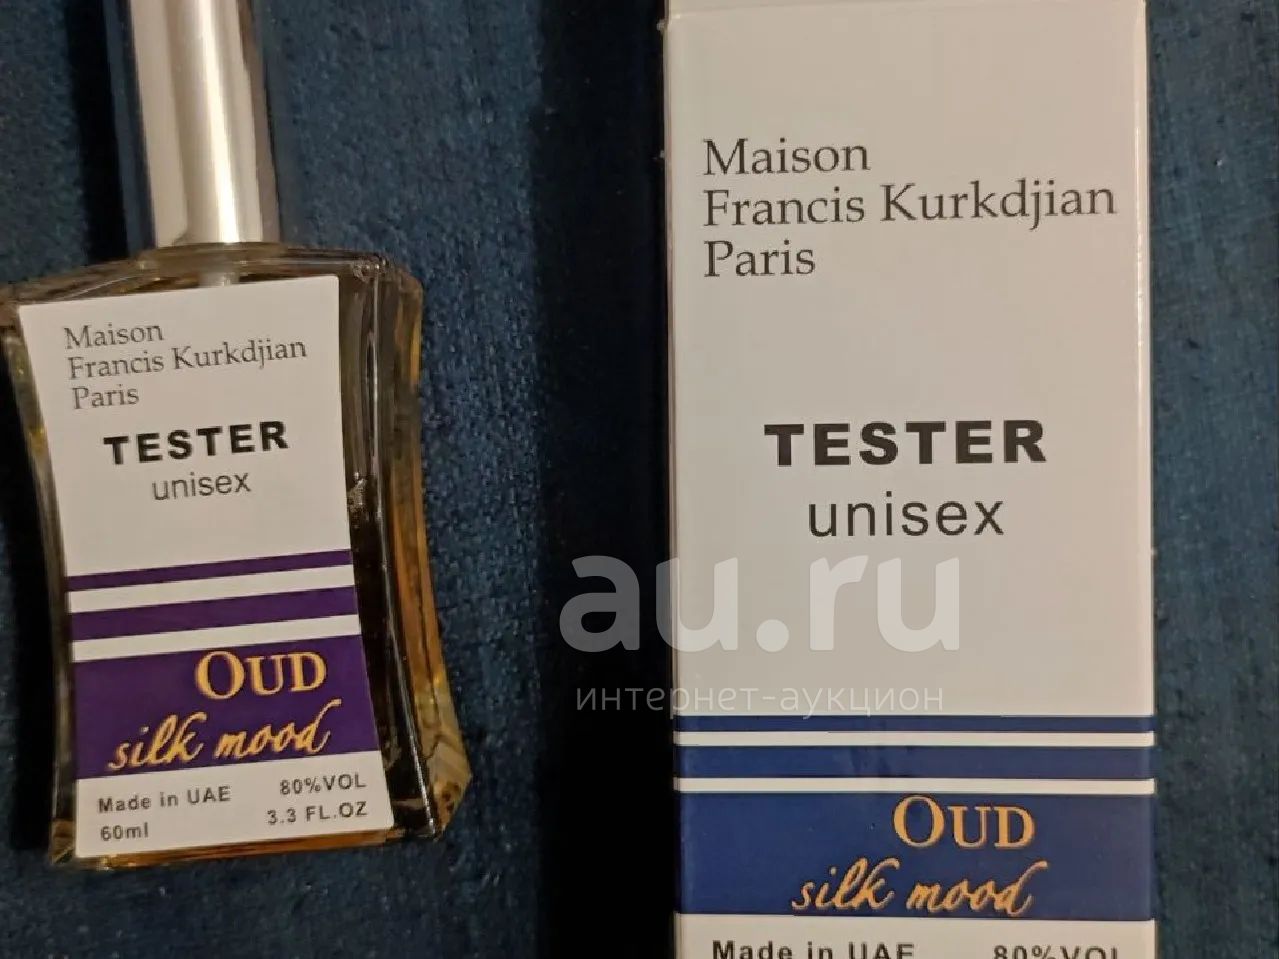 Maison
Francis Kurkdjian
Paris
TESTER
unisex
OUD
silk mood
Made in UAE 80%VOL
60ml 3.3 FL.OZ
Maison
Francis Kurkdjian
Paris
TESTER
unisex
OUD
silk mood
Made in UAE 80%VOL
au.ru
интернет-аукцион